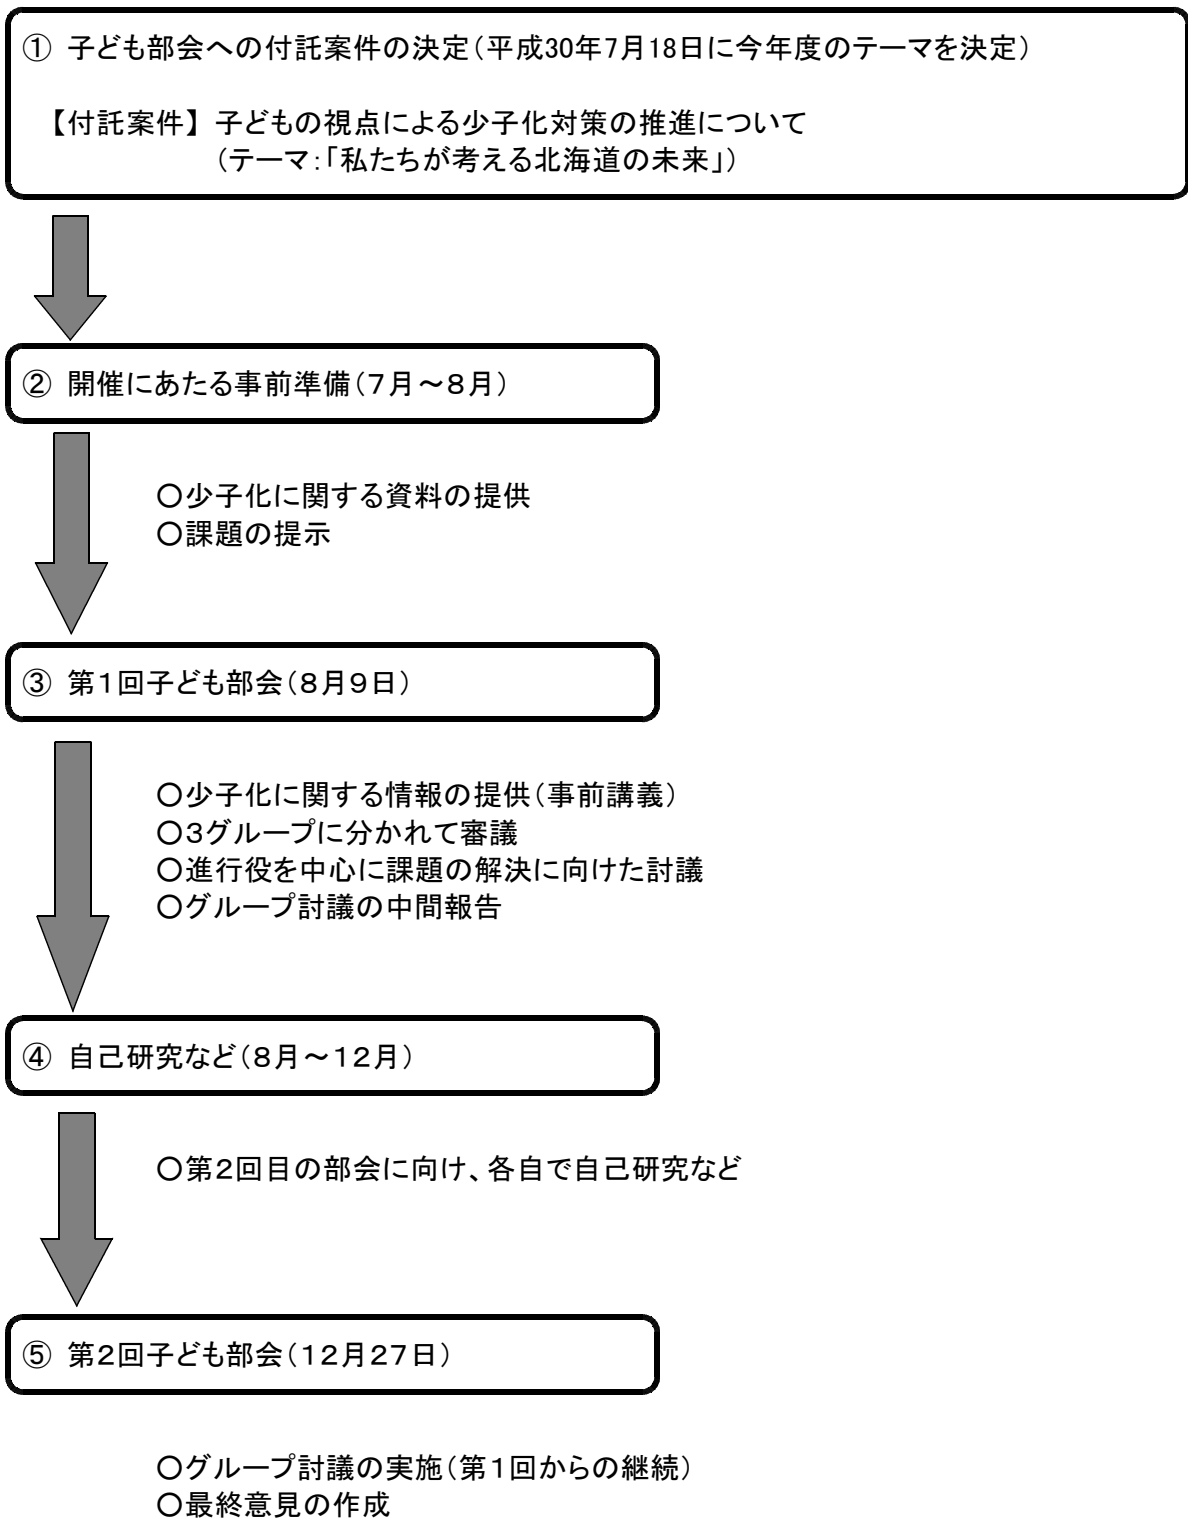 ① 子ども部会への付託案件の決定（平成30年7月18日に今年度のテーマを決定）
【付託案件】 子どもの視点による少子化対策の推進について
（テーマ：「私たちが考える北海道の未来」）
② 開催にあたる事前準備（７月～８月）
○少子化に関する資料の提供
○課題の提示
③ 第１回子ども部会（８月９日）
○少子化に関する情報の提供（事前講義）
○３グループに分かれて審議
○進行役を中心に課題の解決に向けた討議
○グループ討議の中間報告
④ 自己研究など（８月～１２月）
○第２回目の部会に向け、各自で自己研究など
⑤ 第２回子ども部会（１２月２７日）
○グループ討議の実施（第１回からの継続）
○最終意見の作成